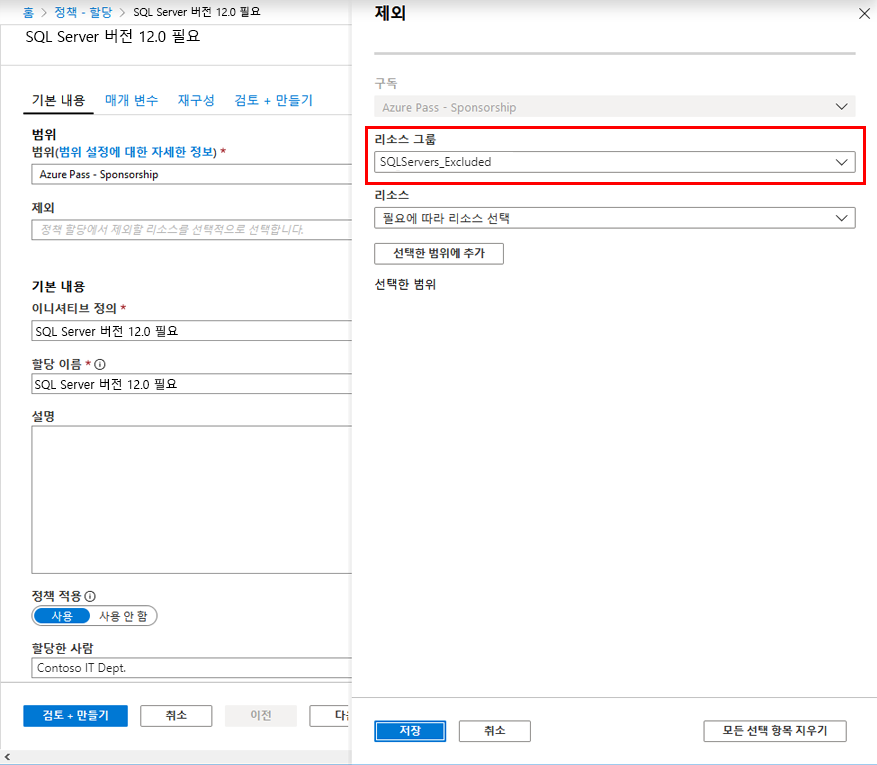 홈 > 정책 - 할당 > SQL Server 버전 12.0 필요
SQL Server 버전 12.0 필요
기본 내용 매개 변수 재구성 검토 + 만들기
범위
범위(범위 설정에 대한 자세한 정보) *
Azure Pass - Sponsorship
제외
정책 할당에서 제외할 리소스를 선택적으로 선택합니다.
기본 내용
이니셔티브 정의 *
SQL Server 버전 12.0 필요
할당 이름 *
SQL Server 버전 12.0 필요
설명
정책 적용
사용 사용 안 함
할당한 사람
Contoso IT Dept.
검토 + 만들기 취소 이전
제외
구독
Azure Pass - Sponsorship
리소스 그룹
SQLServers_Excluded
리소스
필요에 따라 리소스 선택
선택한 범위에 추가
선택한 범위
저장 취소 모든 선택 항목 지우기